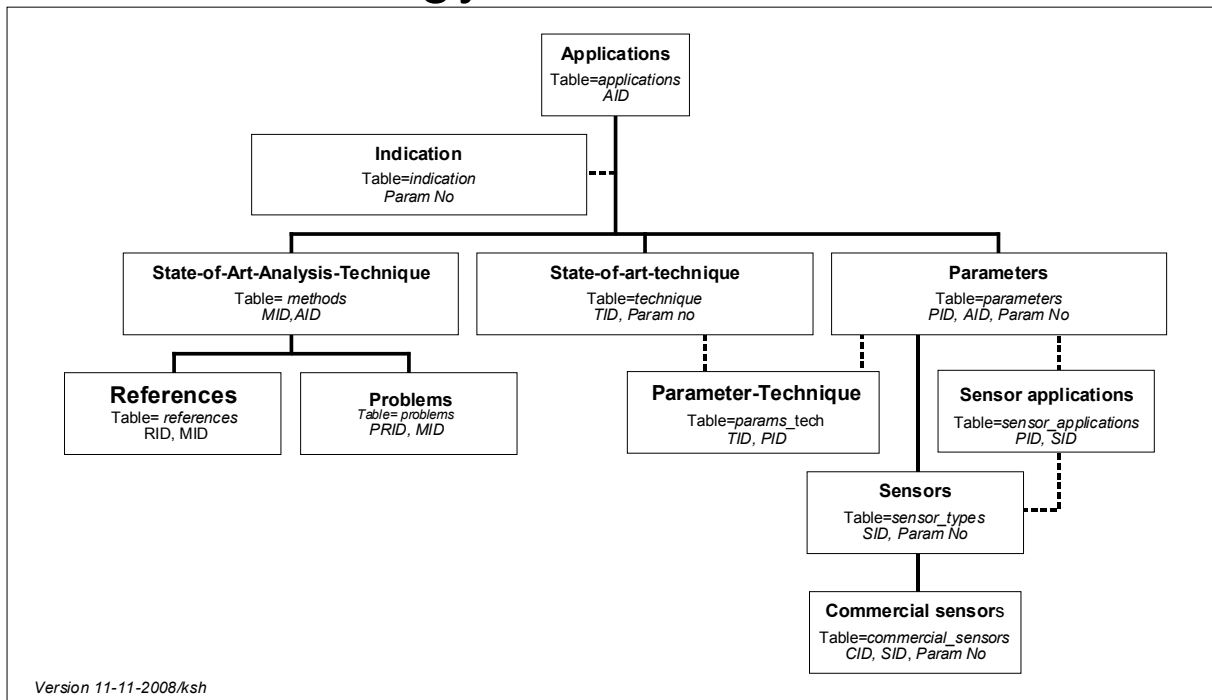 gy
Applications
Table=applications
AID
Indication
Table=indication
Param No
State-of-Art-Analysis-Technique
Table= methods
MID,AID
State-of-art-technique
Table=technique
TID, Param no
Parameters
Table=parameters
PID, AID, Param No
References
Table= references
RID, MID
Problems
Table= problems
PRID, MID
Parameter-Technique
Table=params_tech
TID, PID
Sensor applications
Table=sensor_applications
PID, SID
Sensors
Table=sensor_types
SID, Param No
Commercial sensors
Table=commercial_sensors
CID, SID, Param No
Version 11-11-2008/ksh